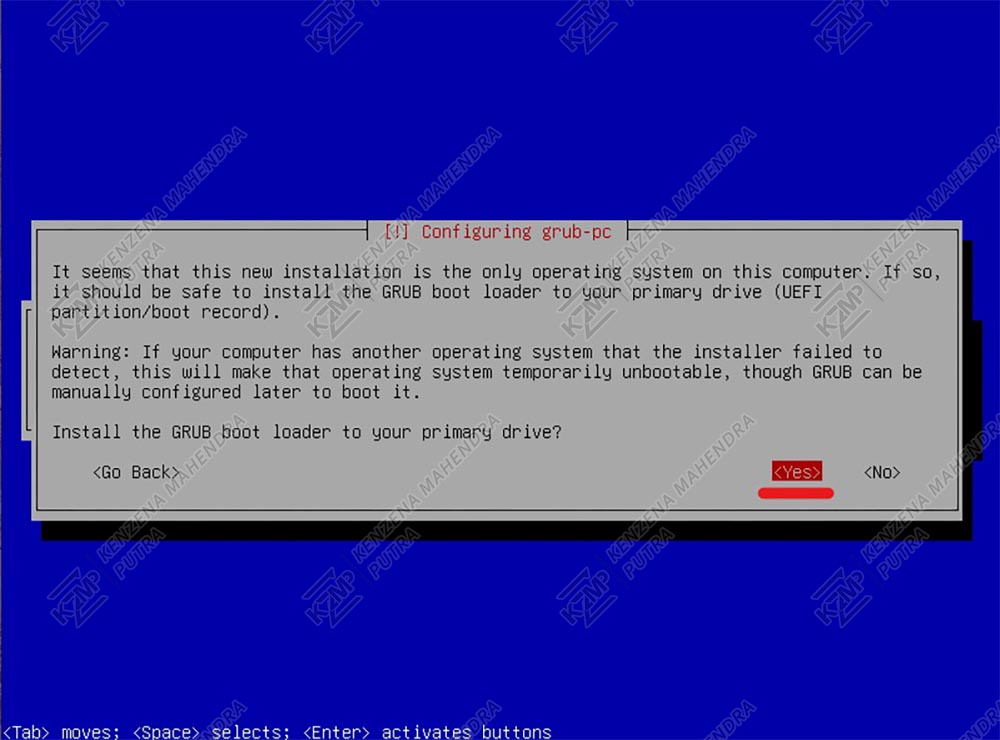 [!] Configuring grub-pc
It seems that this new installation is the only operating system on this computer. If so,
it should be safe to install the GRUB boot loader to your primary drive (UEFI
partition/boot record).
Warning: If your computer has another operating system that the installer failed to
detect, this will make that operating system temporarily unbootable, though GRUB can be
manually configured later to boot it.
Install the GRUB boot loader to your primary drive?
<Go Back> <Yes> <No>
<Tab> moves; <Space> selects; <Enter> activates buttons
KZMP KENZENA MAHENDRA
PUTRA